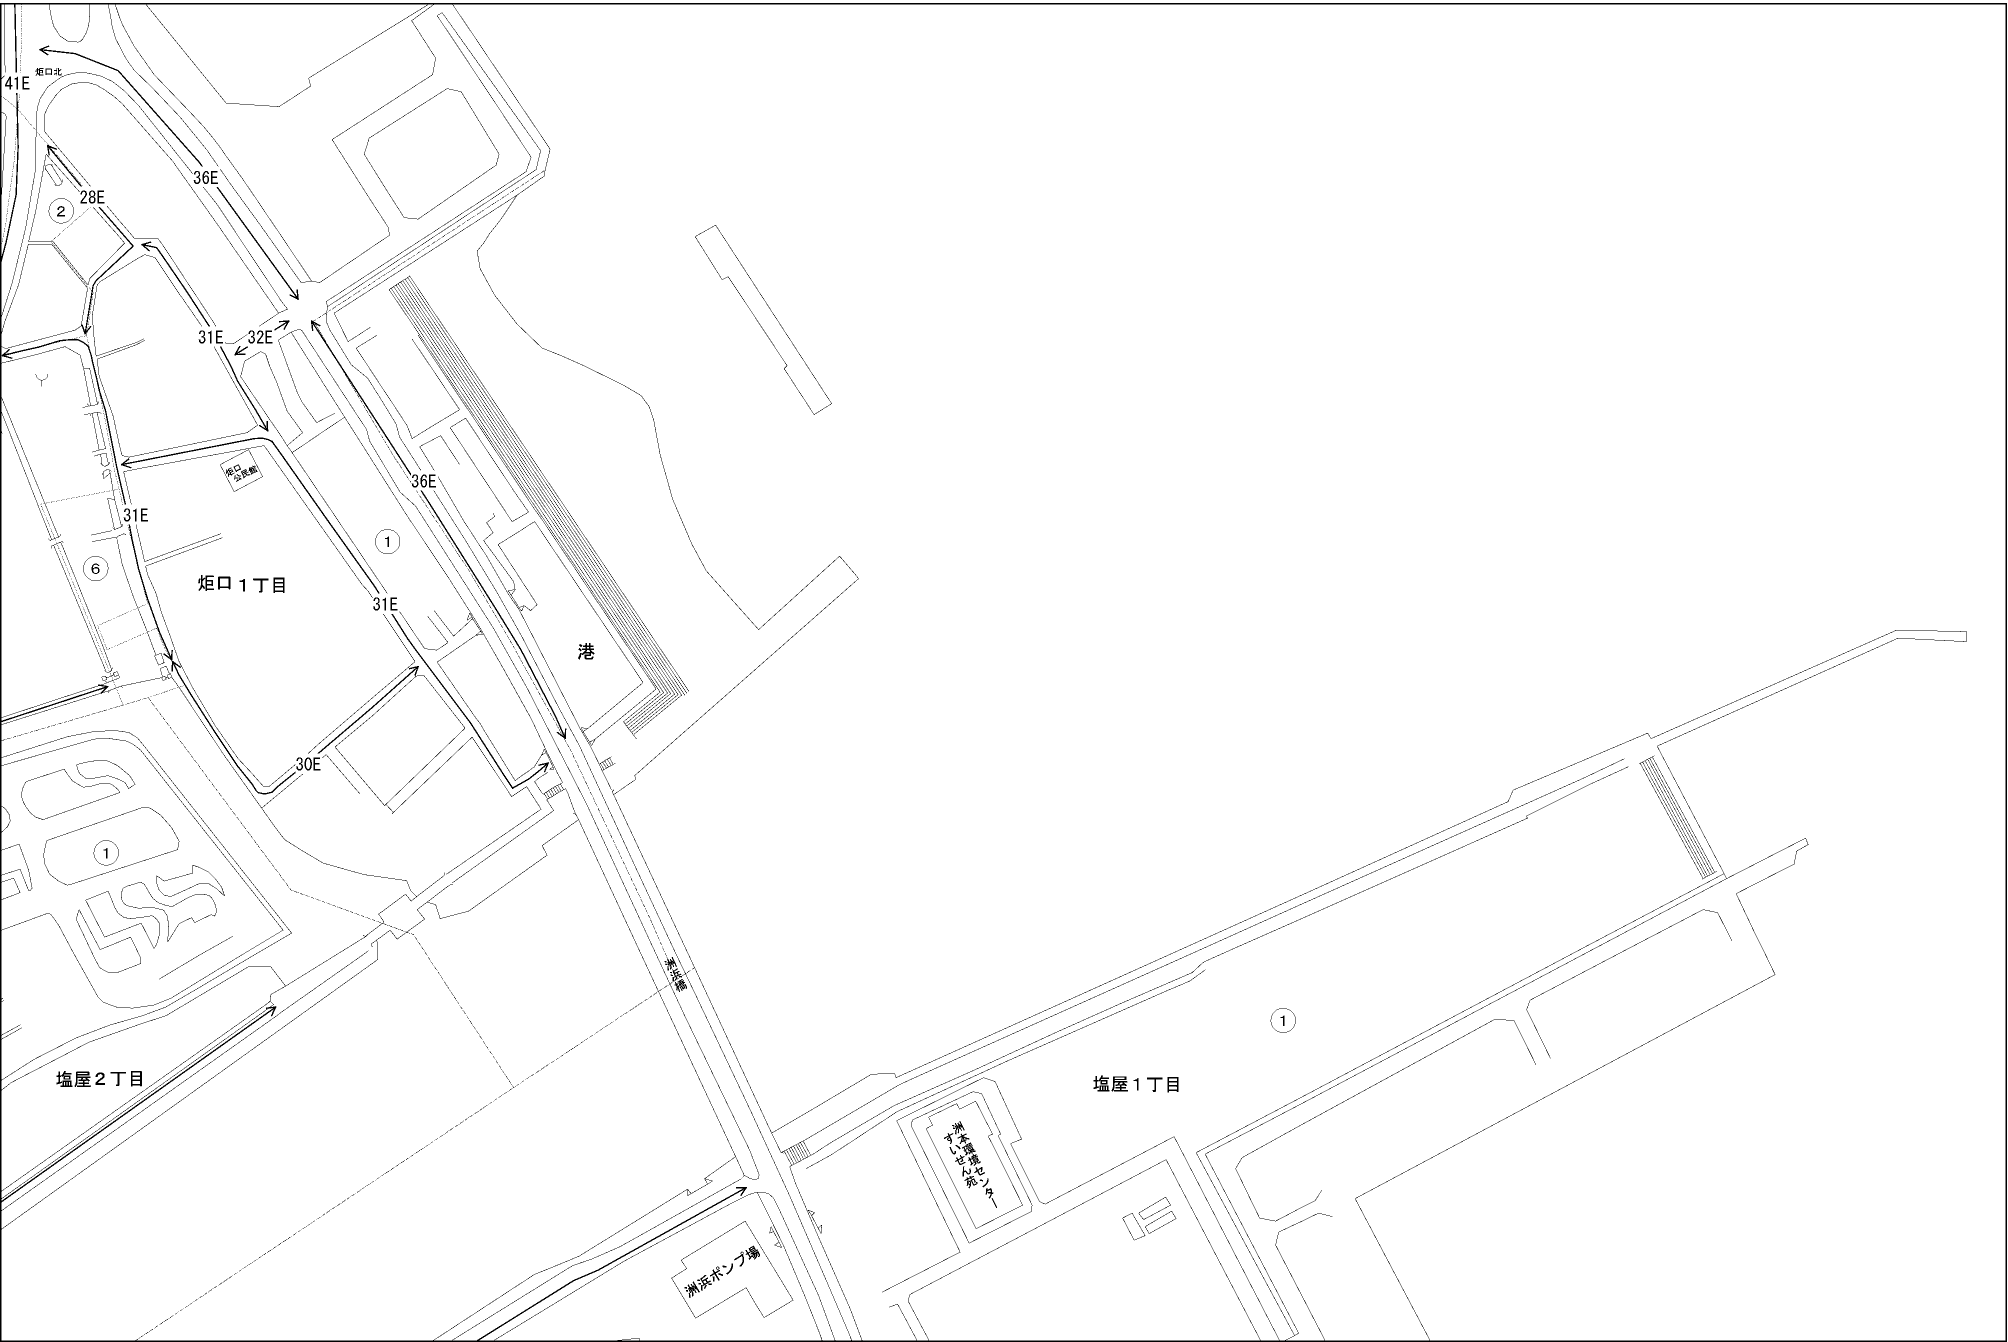 炬口北
41E
36E
28E
②
31E
32E
炬口
公民館
36E
31E
①
⑥
炬口１丁目
31E
港
30E
①
洲浜橋
①
塩屋２丁目
塩屋１丁目
洲本環境センター
すいせん苑
洲浜ポンプ場